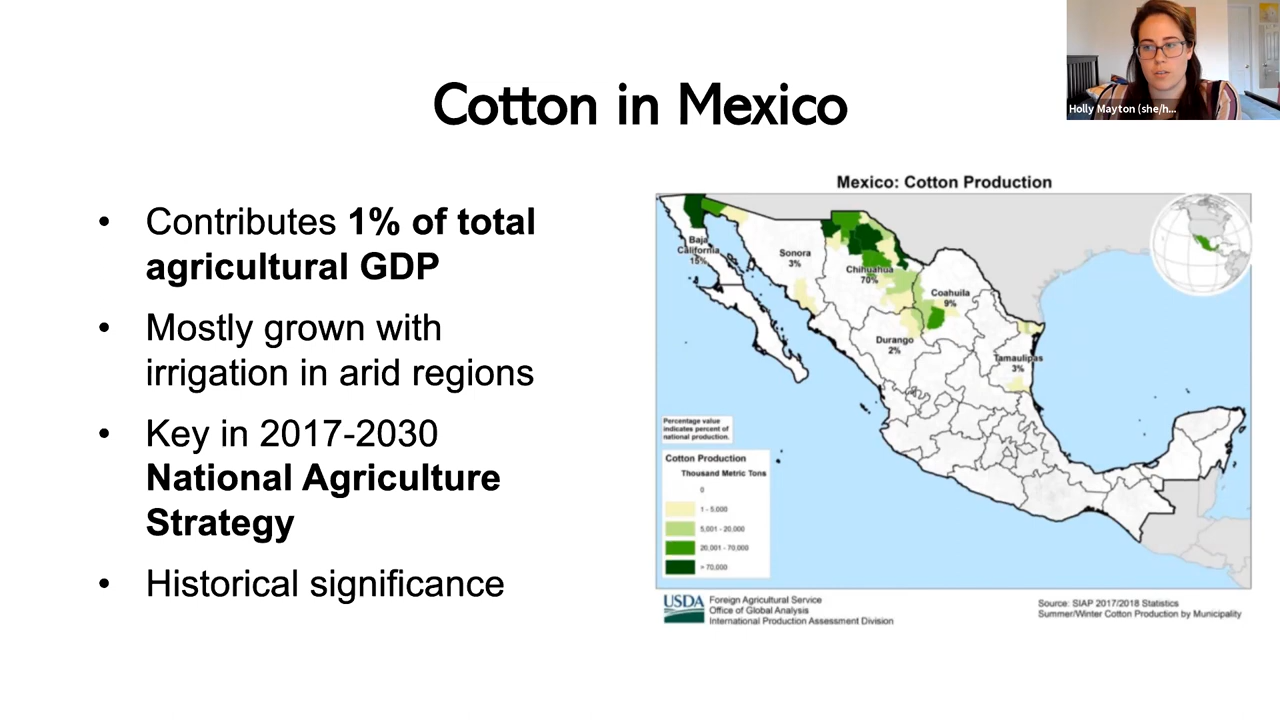 Cotton in Mexico
Holly Mayton (she/h...
• Contributes 1% of total
agricultural GDP
• Mostly grown with
irrigation in arid regions
• Key in 2017-2030
National Agriculture
Strategy
• Historical significance
Mexico: Cotton Production
Baja
California
15%
Sonora
3%
Chihuahua
70%
Coahuila
9%
Durango
2%
Tamaulipas
3%
Percentage value
indicates percent of
national production.
Cotton Production
Thousand Metric Tons
0
1 - 5,000
5,001 - 20,000
20,001 - 70,000
> 70,000
USDA
Foreign Agricultural Service
Office of Global Analysis
International Production Assessment Division
Source: SIAP 2017/2018 Statistics
Summer/Winter Cotton Production by Municipality